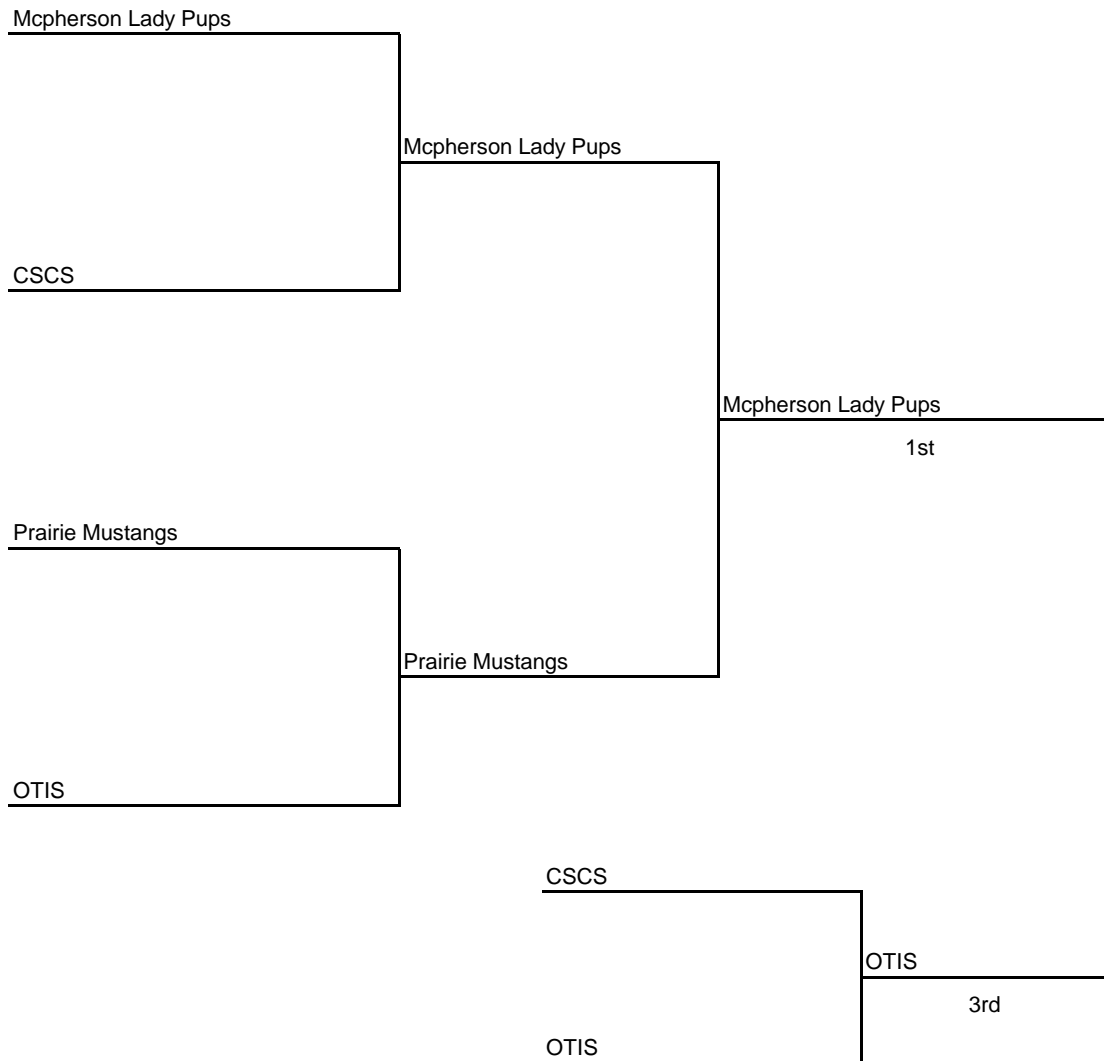 Mcpherson Lady Pups
Mcpherson Lady Pups
CSCS
Mcpherson Lady Pups
1st
Prairie Mustangs
Prairie Mustangs
OTIS
CSCS
OTIS
3rd
OTIS